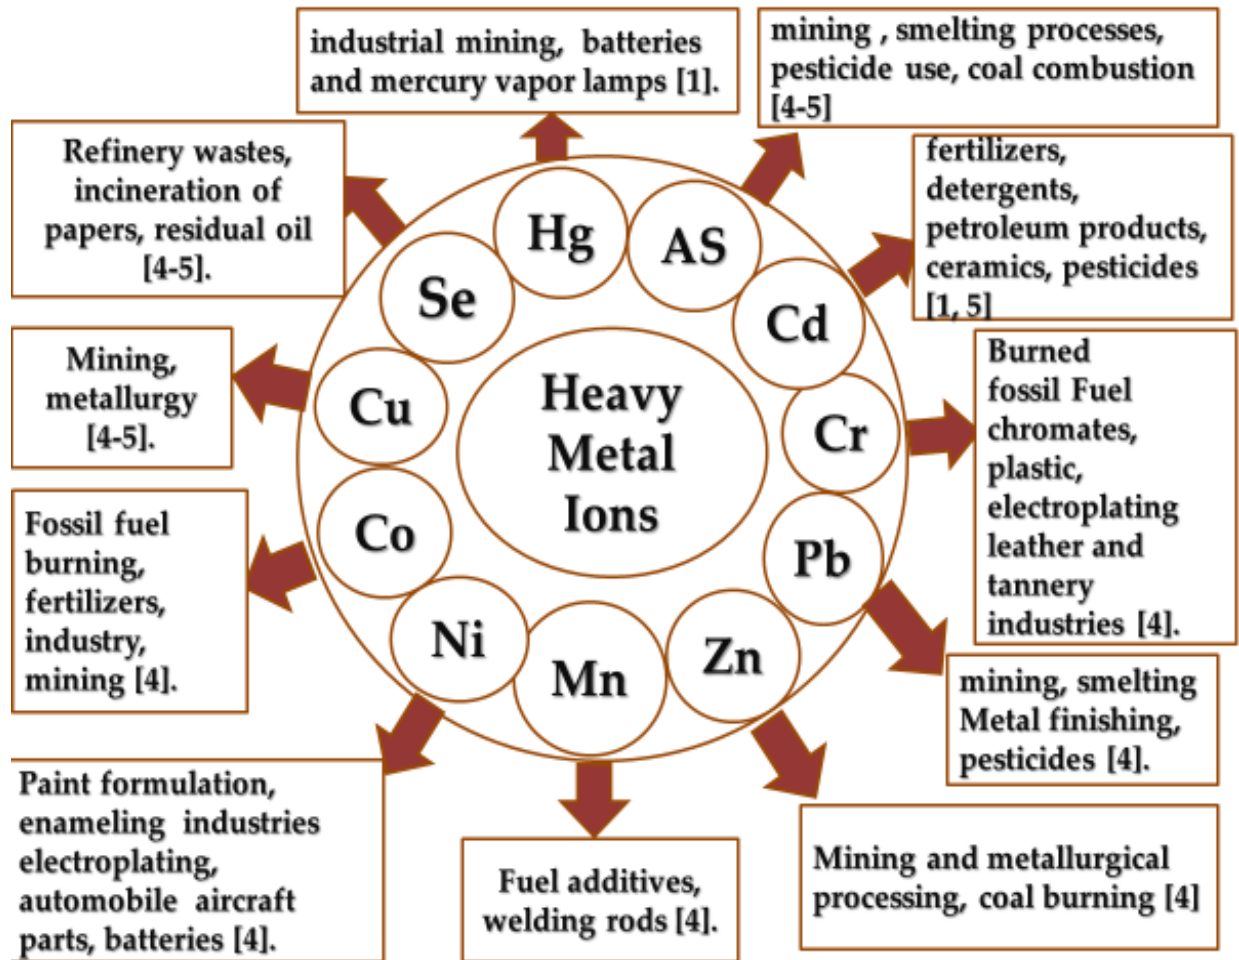 industrial mining, batteries
and mercury vapor lamps [1].
mining , smelting processes,
pesticide use, coal combustion
[4-5]
Refinery wastes,
incineration of
papers, residual oil
[4-5].
fertilizers,
detergents,
petroleum products,
ceramics, pesticides
[1, 5]
Hg
AS
Se
Cd
Mining,
metallurgy
[4-5].
Cu
Heavy
Metal
Ions
Cr
Burned
fossil Fuel
chromates,
plastic,
electroplating
leather and
tannery
industries [4].
Fossil fuel
burning,
fertilizers,
industry,
mining [4].
Co
Pb
Ni
Mn
Zn
mining, smelting
Metal finishing,
pesticides [4].
Paint formulation,
enameling industries
electroplating,
automobile aircraft
parts, batteries [4].
Fuel additives,
welding rods [4].
Mining and metallurgical
processing, coal burning [4]